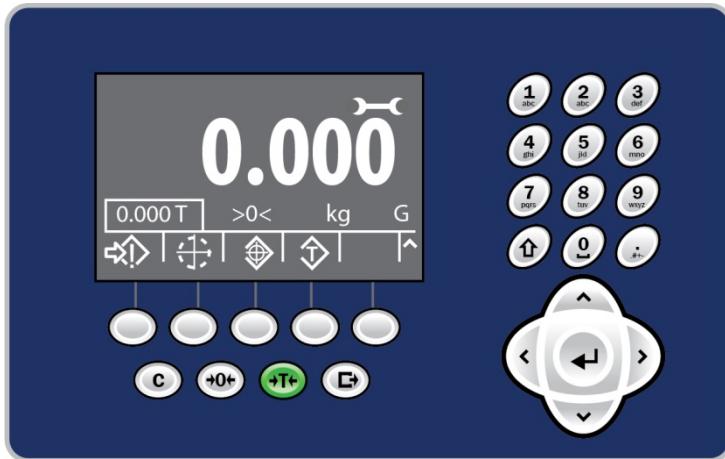 0.000
0.000 T >0< kg G
T
1 abc
2 abc
3 def
4 ghi
5 jkl
6 mno
7 pqrs
8 tuv
9 wxyz
0
. .#+-
C →0← →T←